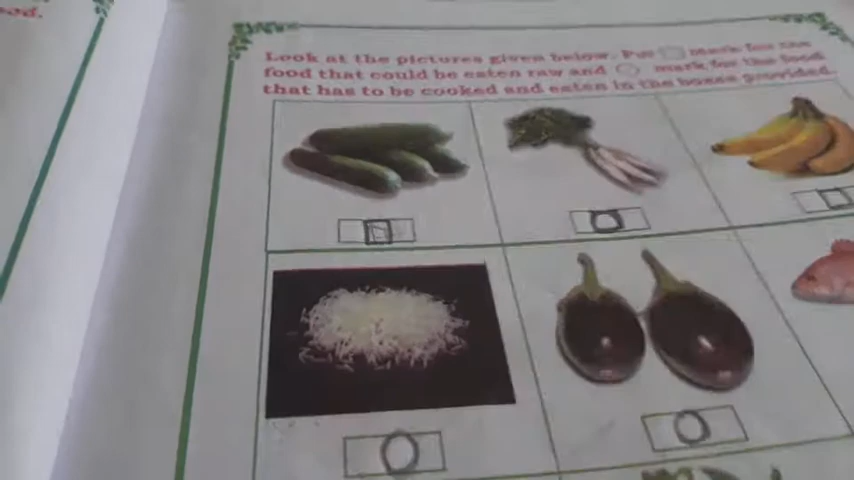 ood.
Look at the pictures given below. Put mark for the
food that could be eaten raw and mark for the food
that has to be cooked and eaten in the boxes provided.